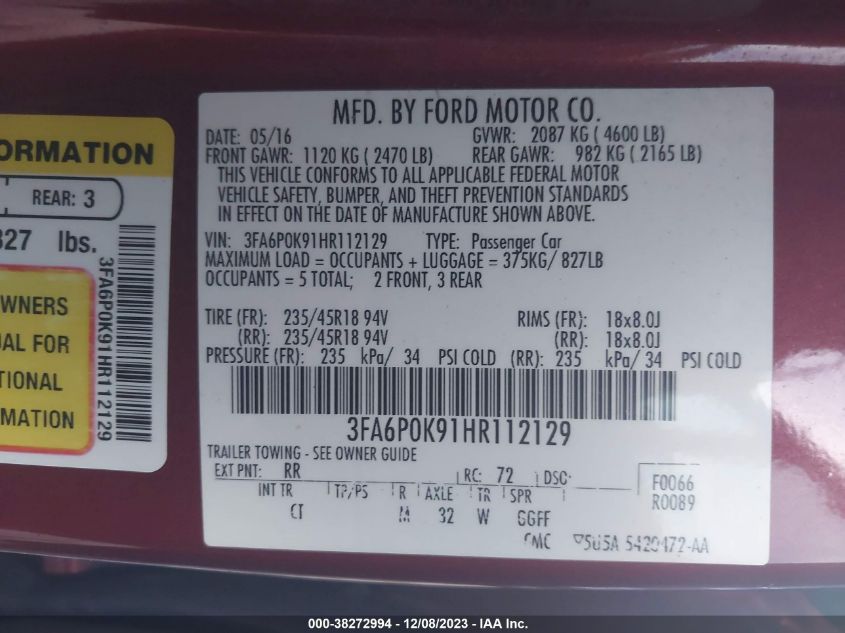 ORMATION
REAR: 3
827 lbs.
3FA6P0K91HR112129
WNERS
UAL FOR
TIONAL
MATION
MFD. BY FORD MOTOR CO.
DATE: 05/16 GVWR: 2087 KG ( 4600 LB)
FRONT GAWR: 1120 KG ( 2470 LB) REAR GAWR: 982 KG ( 2165 LB)
THIS VEHICLE CONFORMS TO ALL APPLICABLE FEDERAL MOTOR
VEHICLE SAFETY, BUMPER, AND THEFT PREVENTION STANDARDS
IN EFFECT ON THE DATE OF MANUFACTURE SHOWN ABOVE.
VIN: 3FA6P0K91HR112129 TYPE: Passenger Car
MAXIMUM LOAD = OCCUPANTS + LUGGAGE = 375KG/ 827LB
OCCUPANTS = 5 TOTAL; 2 FRONT, 3 REAR
TIRE (FR): 235/45R18 94V RIMS (FR): 18x8.0J
(RR): 235/45R18 94V (RR): 18x8.0J
PRESSURE (FR): 235 kPa/ 34 PSI COLD (RR): 235 kPa/ 34 PSI COLD
3FA6P0K91HR112129
TRAILER TOWING - SEE OWNER GUIDE
EXT PNT: RR RC: 72 DSO: F0066
R0089
INT TR TP/PS R AXLE TR SPR
CT M 32 W GGFF
5420472-AA
000-38272994 - 12/08/2023 - IAA Inc.